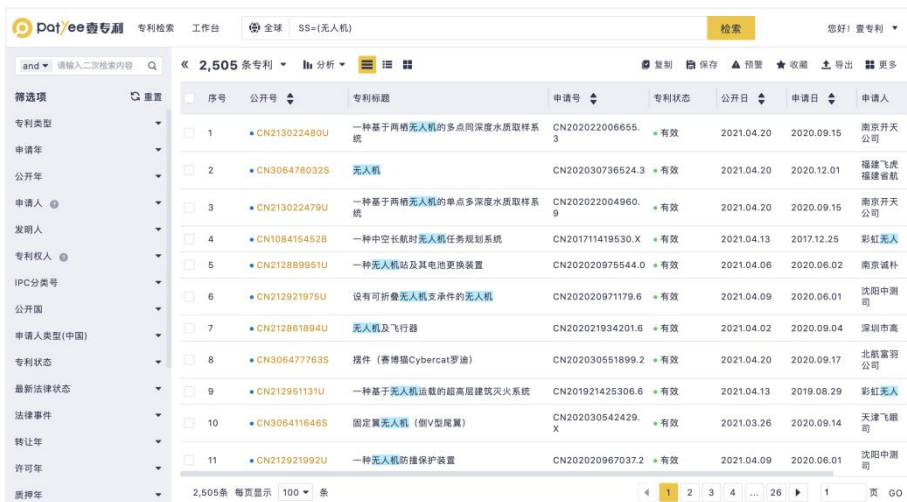 patyee壹专利 专利检索 工作台 全球 SS=(无人机) 检索 您好！壹专利
and 请输入二次检索内容
« 2,505 条专利 分析 复制 保存 预警 收藏 导出 更多
筛选项 重置
专利类型
申请年
公开年
申请人
发明人
专利权人
IPC分类号
公开国
申请人类型(中国)
专利状态
最新法律状态
法律事件
转让年
许可年
质押年
序号 公开号 专利标题 申请号 专利状态 公开日 申请日 申请人
1 CN213022480U 一种基于两栖无人机的多点同深度水质取样系 CN202022006655. 有效 2021.04.20 2020.09.15 南京开天
统 3 公司
2 CN306478032S 无人机 CN202030736524.3 有效 2021.04.20 2020.12.01 福建飞虎
福建省航
3 CN213022479U 一种基于两栖无人机的单点多深度水质取样系 CN202022004960. 有效 2021.04.20 2020.09.15 南京开天
统 9 公司
4 CN108415452B 一种中空长航时无人机任务规划系统 CN201711419530.X 有效 2021.04.13 2017.12.25 彩虹无人
5 CN212889951U 一种无人机站及其电池更换装置 CN202020975544.0 有效 2021.04.06 2020.06.02 南京诚朴
6 CN212921975U 设有可折叠无人机支承件的无人机 CN202020971179.6 有效 2021.04.09 2020.06.01 沈阳中测
司
7 CN212861894U 无人机及飞行器 CN202021934201.6 有效 2021.04.02 2020.09.04 深圳市高
8 CN306477763S 摆件（赛博猫Cybercat罗迪） CN202030551899.2 有效 2021.04.20 2020.09.17 北航富羽
公司
9 CN212951131U 一种基于无人机运载的超高层建筑灭火系统 CN201921425306.6 有效 2021.04.13 2019.08.29 彩虹无人
10 CN306411646S 固定翼无人机（倒V型尾翼） CN202030542429. 有效 2021.03.26 2020.09.14 天津飞眼
X 司
11 CN212921992U 一种无人机防撞保护装置 CN202020967037.2 有效 2021.04.09 2020.06.01 沈阳中测
司
2,505条 每页显示 100 条 1 2 3 4 ... 26 1 页 GO